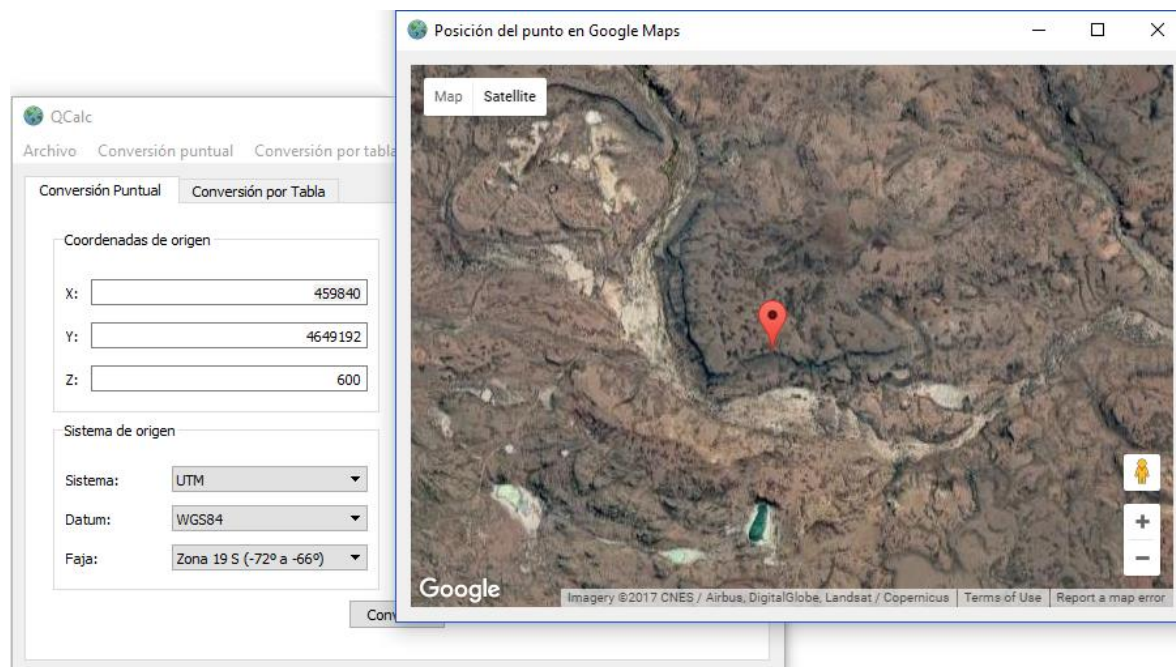 Posición del punto en Google Maps
Map Satellite
QCalc
Archivo Conversión puntual Conversión por tabla
Conversión Puntual Conversión por Tabla
Coordenadas de origen
X: 459840
Y: 4649192
Z: 600
Sistema de origen
Sistema: UTM
Datum: WGS84
Faja: Zona 19 S (-72º a -66º)
Google
Imagery ©2017 CNES / Airbus, DigitalGlobe, Landsat / Copernicus Terms of Use Report a map error